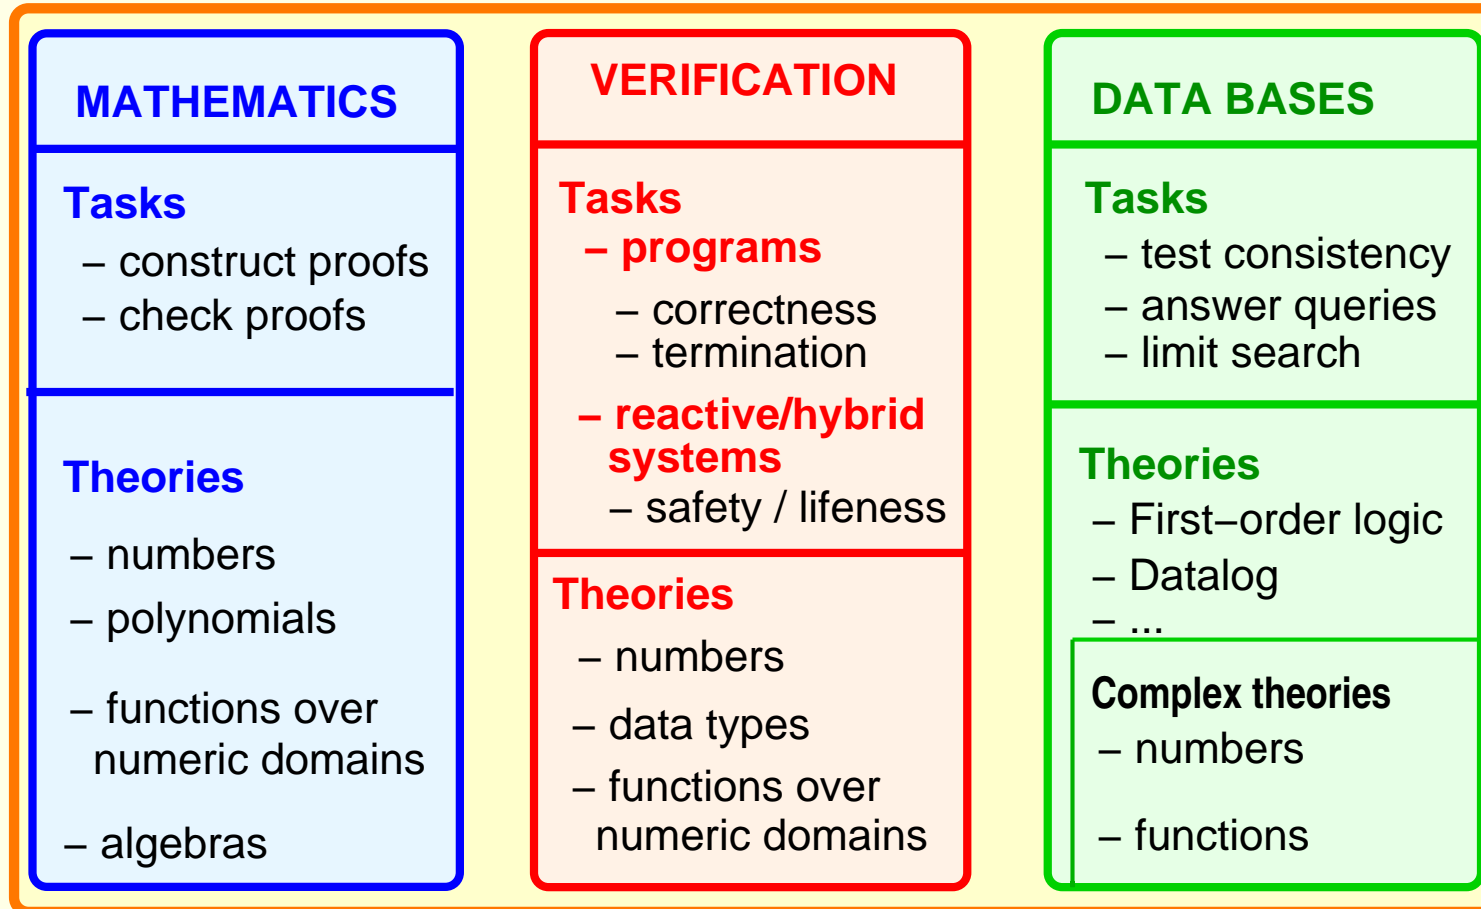 MATHEMATICS
Tasks
– construct proofs
– check proofs
Theories
– numbers
– polynomials
– functions over
numeric domains
– algebras
VERIFICATION
Tasks
– programs
– correctness
– termination
– reactive/hybrid
systems
– safety / lifeness
Theories
– numbers
– data types
– functions over
numeric domains
DATA BASES
Tasks
– test consistency
– answer queries
– limit search
Theories
– First–order logic
– Datalog
– ...
Complex theories
– numbers
– functions